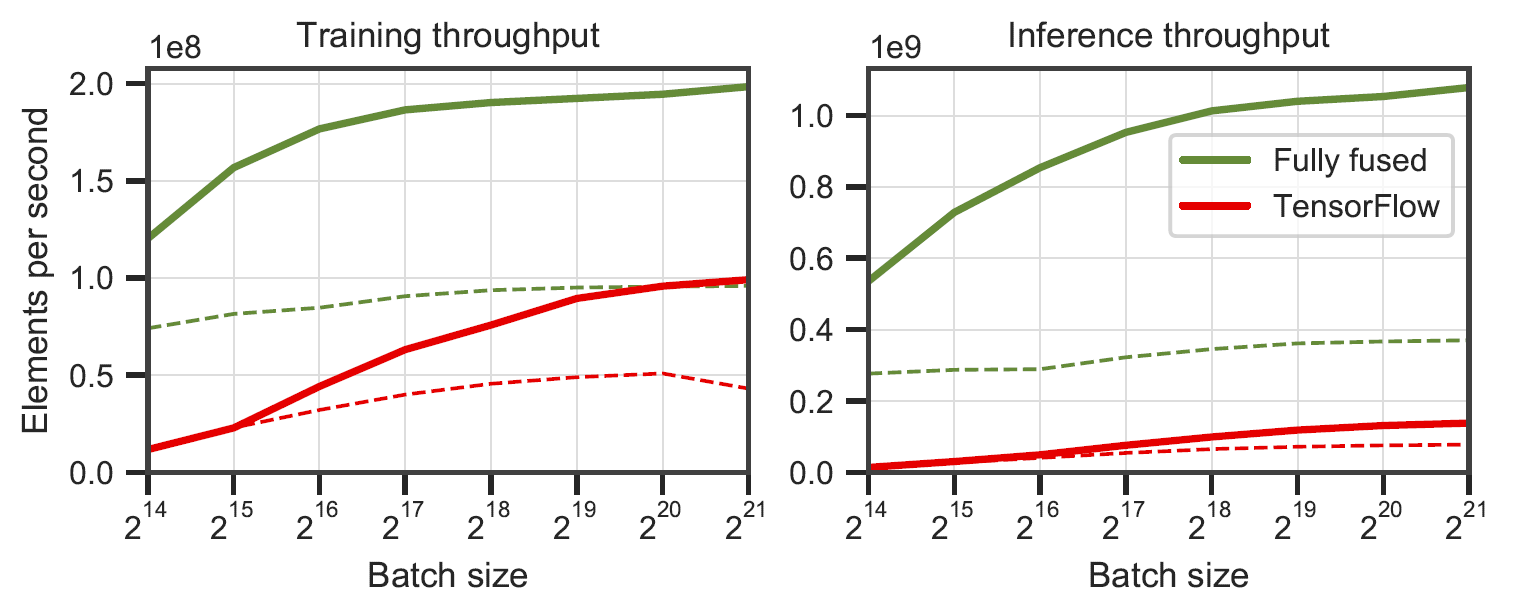 Training throughput
1e8
Elements per second
2.0
1.5
1.0
0.5
0.0
2^14 2^15 2^16 2^17 2^18 2^19 2^20 2^21
Batch size
Inference throughput
1e9
1.0
0.8
0.6
0.4
0.2
0.0
Fully fused
TensorFlow
2^14 2^15 2^16 2^17 2^18 2^19 2^20 2^21
Batch size